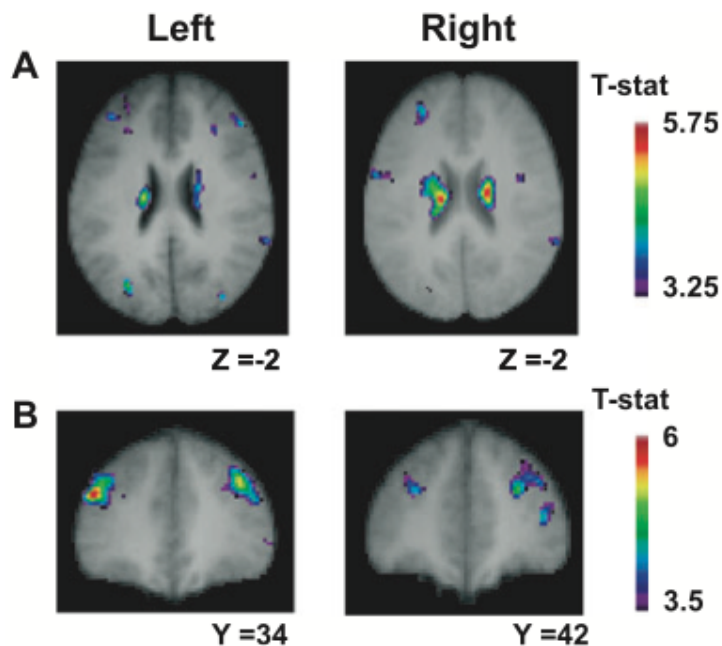 Left Right
A
T-stat
5.75
3.25
Z =-2 Z =-2
B
T-stat
6
3.5
Y =34 Y =42